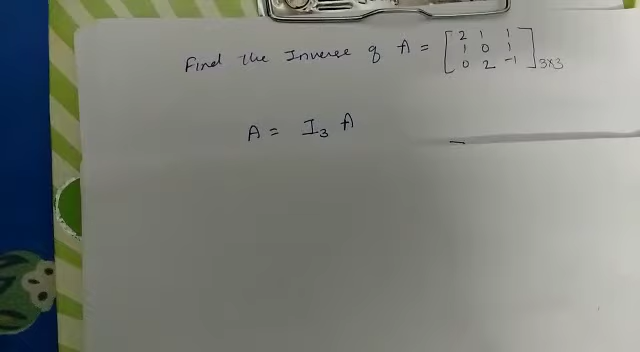 Find the Inverse of A = [ 2 1 1
1 0 1
0 2 -1 ] 3x3
A = I3 A